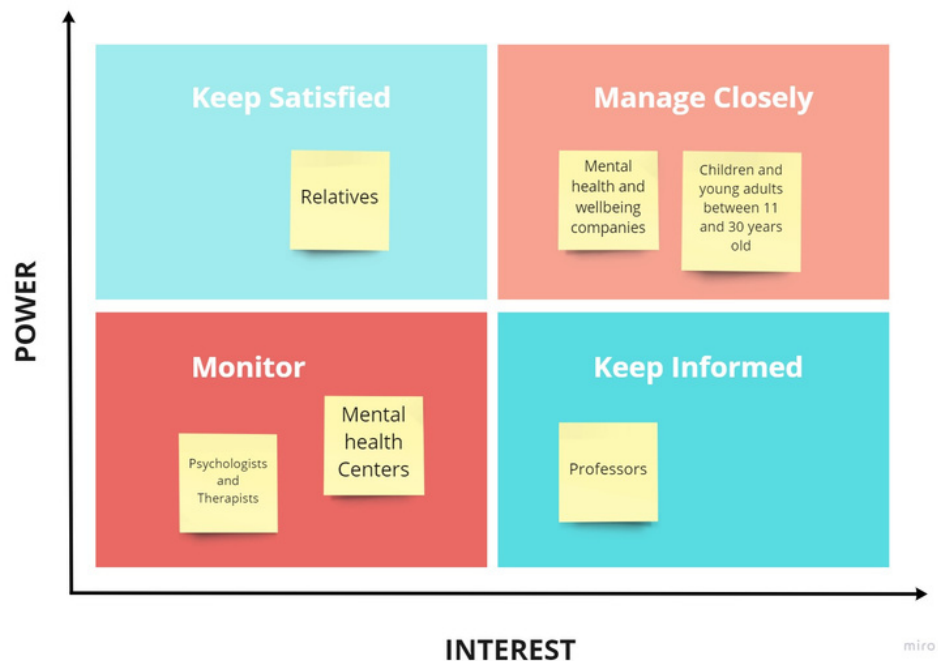 Keep Satisfied
Manage Closely
Relatives
Mental
health and
wellbeing
companies
Children and
young adults
between 11
and 30 years
old
POWER
Monitor
Keep Informed
Psychologists
and
Therapists
Mental
health
Centers
Professors
INTEREST
miro